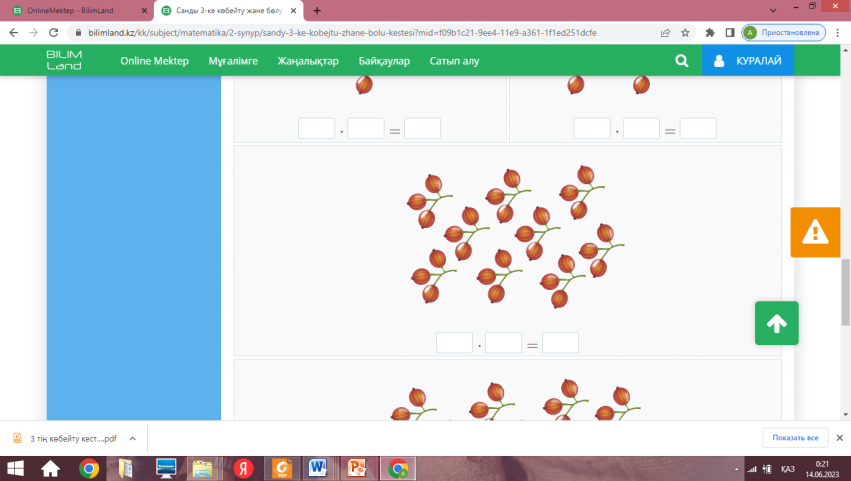 OnlineMektep - BilimLand
Санды 3-ке көбейту және бөлу
bilimland.kz/kk/subject/matematika/2-synyp/sandy-3-ke-kobejtu-zhane-bolu-kestesi?mid=f09b1c21-9ee4-11e9-a361-1f1ed251dcfe
A Приостановлена
BILIM Land
Online Mektep Мұғалімге Жаңалықтар Байқаулар Сатып алу
КУРАЛАЙ
· =
· =
· =
3 тің көбейту кест....pdf
Показать все
ҚАЗ
0:21
14.06.2023